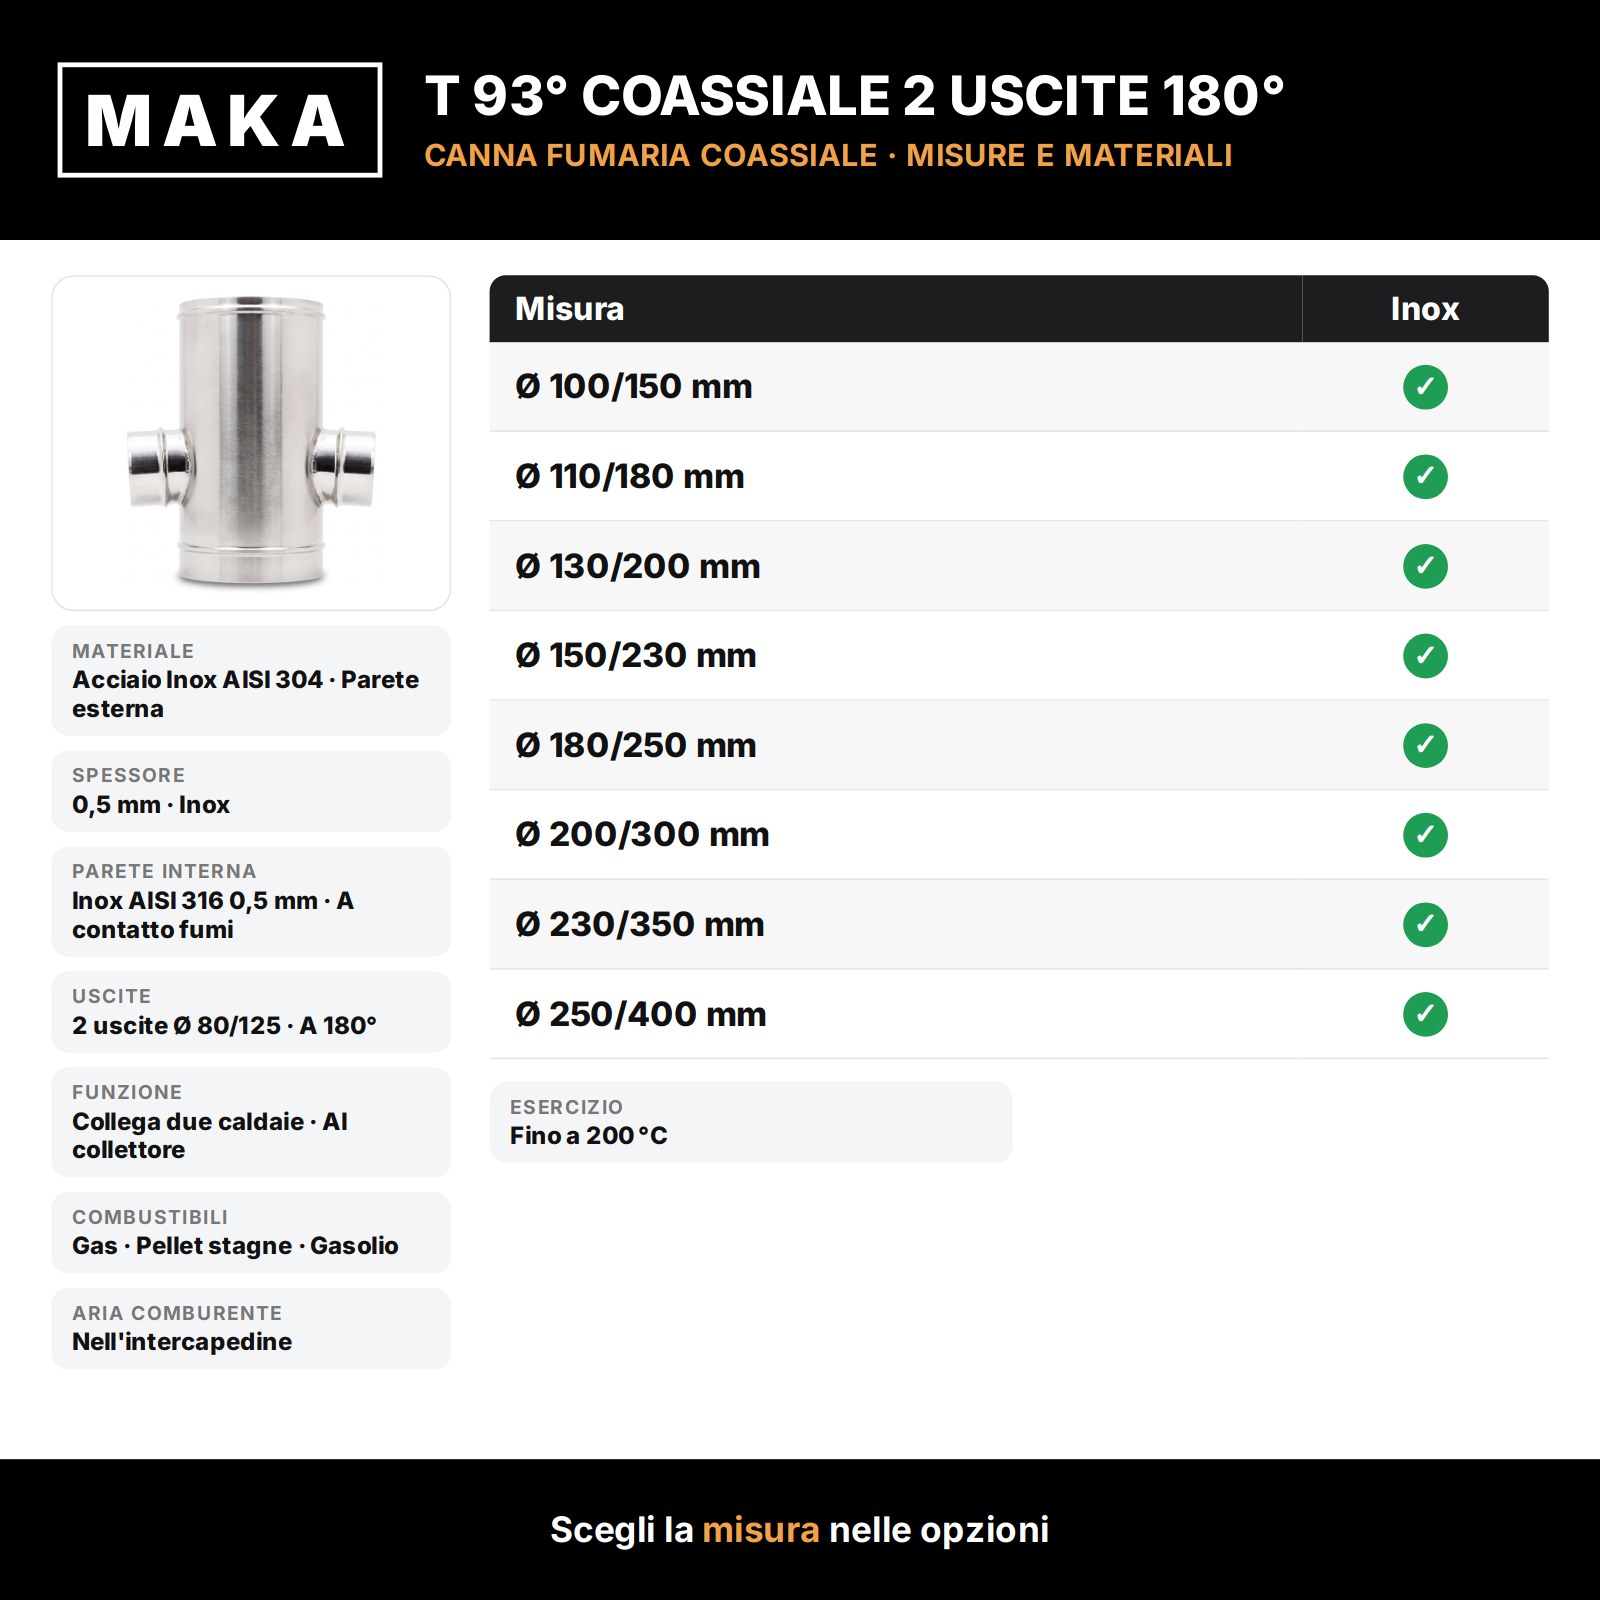 MAKA
T 93° COASSIALE 2 USCITE 180°
CANNA FUMARIA COASSIALE · MISURE E MATERIALI
MATERIALE
Acciaio Inox AISI 304 · Parete
esterna
SPESSORE
0,5 mm · Inox
PARETE INTERNA
Inox AISI 316 0,5 mm · A
contatto fumi
USCITE
2 uscite Ø 80/125 · A 180°
FUNZIONE
Collega due caldaie · Al
collettore
COMBUSTIBILI
Gas · Pellet stagne · Gasolio
ARIA COMBURENTE
Nell'intercapedine
Misura Inox
Ø 100/150 mm ✓
Ø 110/180 mm ✓
Ø 130/200 mm ✓
Ø 150/230 mm ✓
Ø 180/250 mm ✓
Ø 200/300 mm ✓
Ø 230/350 mm ✓
Ø 250/400 mm ✓
ESERCIZIO
Fino a 200 °C
Scegli la misura nelle opzioni